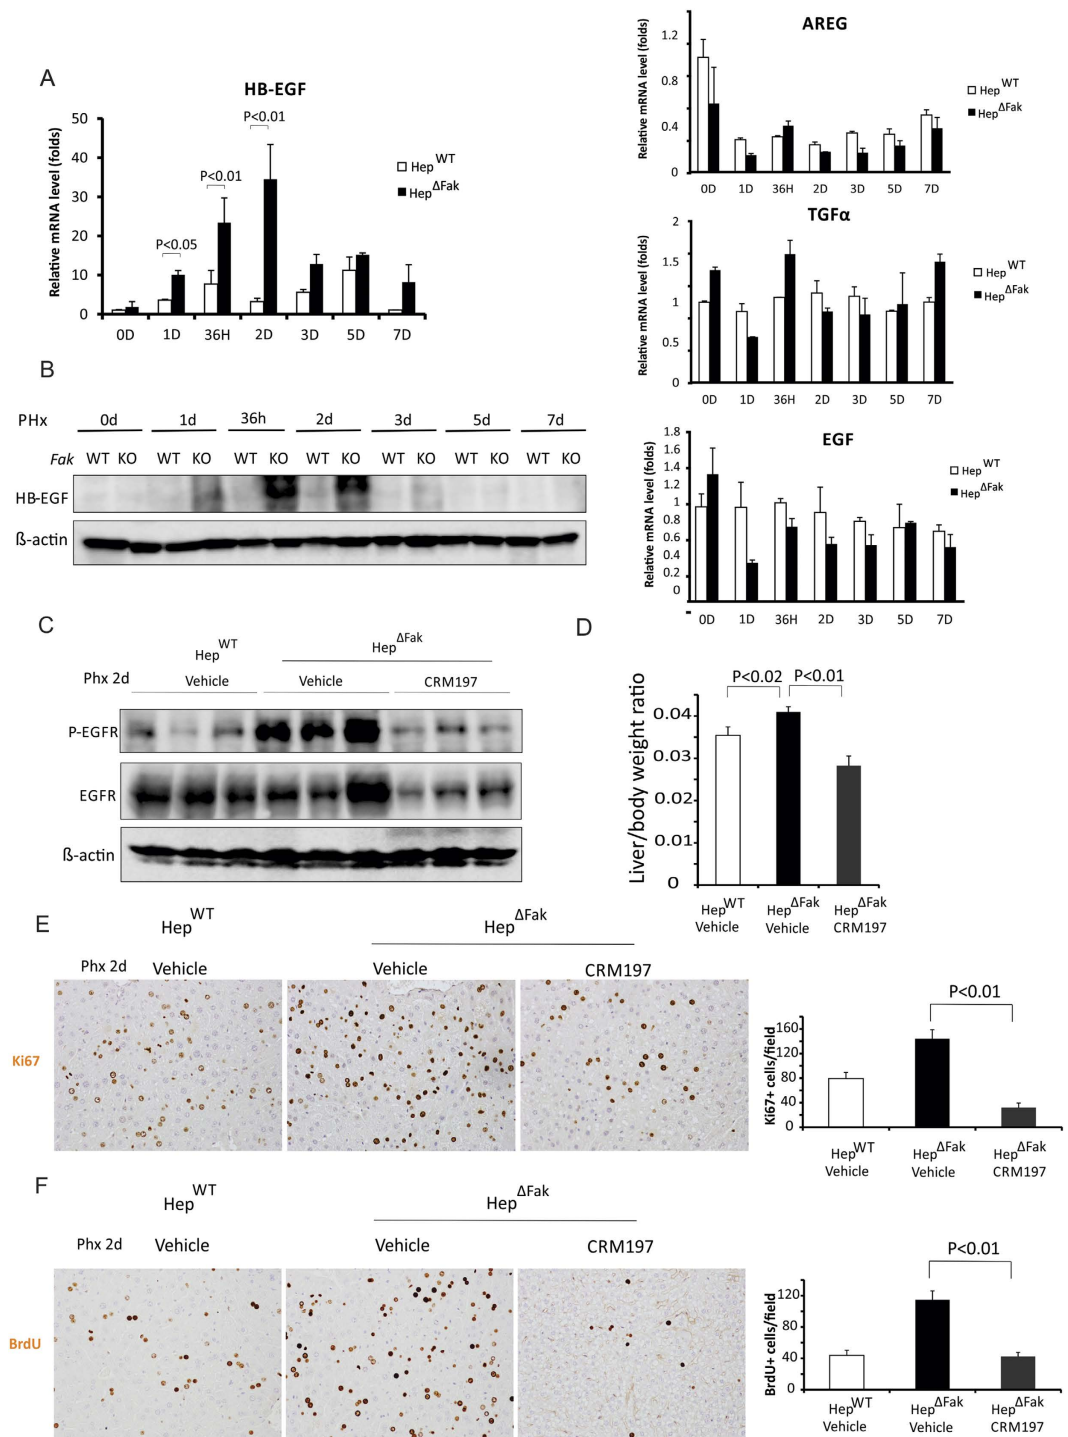 A
HB-EGF
Relative mRNA level (folds)
50
40
30
20
10
0
P<0.05
P<0.01
P<0.01
Hep WT
Hep ΔFak
0D 1D 36H 2D 3D 5D 7D
AREG
Relative mRNA level (folds)
1.2
0.8
0.4
0
Hep WT
Hep ΔFak
0D 1D 36H 2D 3D 5D 7D
TGFα
Relative mRNA level (folds)
2
1.5
1
0.5
0
Hep WT
Hep ΔFak
0D 1D 36H 2D 3D 5D 7D
EGF
Relative mRNA level (folds)
1.8
1.6
1.4
1.2
1
0.8
0.6
0.4
0.2
0
-
Hep WT
Hep ΔFak
0D 1D 36H 2D 3D 5D 7D
B
PHx 0d 1d 36h 2d 3d 5d 7d
Fak WT KO WT KO WT KO WT KO WT KO WT KO WT KO
HB-EGF
ß-actin
C
Hep WT Hep ΔFak
Phx 2d Vehicle Vehicle CRM197
P-EGFR
EGFR
ß-actin
D
Liver/body weight ratio
P<0.02 P<0.01
0.04
0.03
0.02
0.01
0
Hep WT Hep ΔFak Hep ΔFak
Vehicle Vehicle CRM197
E
Hep WT Hep ΔFak
Phx 2d Vehicle Vehicle CRM197
Ki67
Ki67+ cells/field
P<0.01
160
120
80
40
0
Hep WT Hep ΔFak Hep ΔFak
Vehicle Vehicle CRM197
F
Hep WT Hep ΔFak
Phx 2d Vehicle Vehicle CRM197
BrdU
BrdU+ cells/field
P<0.01
120
80
40
0
Hep WT Hep ΔFak Hep ΔFak
Vehicle Vehicle CRM197